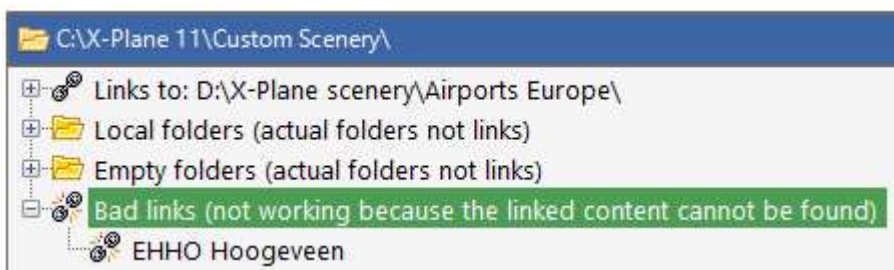 C:\X-Plane 11\Custom Scenery\
Links to: D:\X-Plane scenery\Airports Europe\
Local folders (actual folders not links)
Empty folders (actual folders not links)
Bad links (not working because the linked content cannot be found)
EHHO Hoogeveen